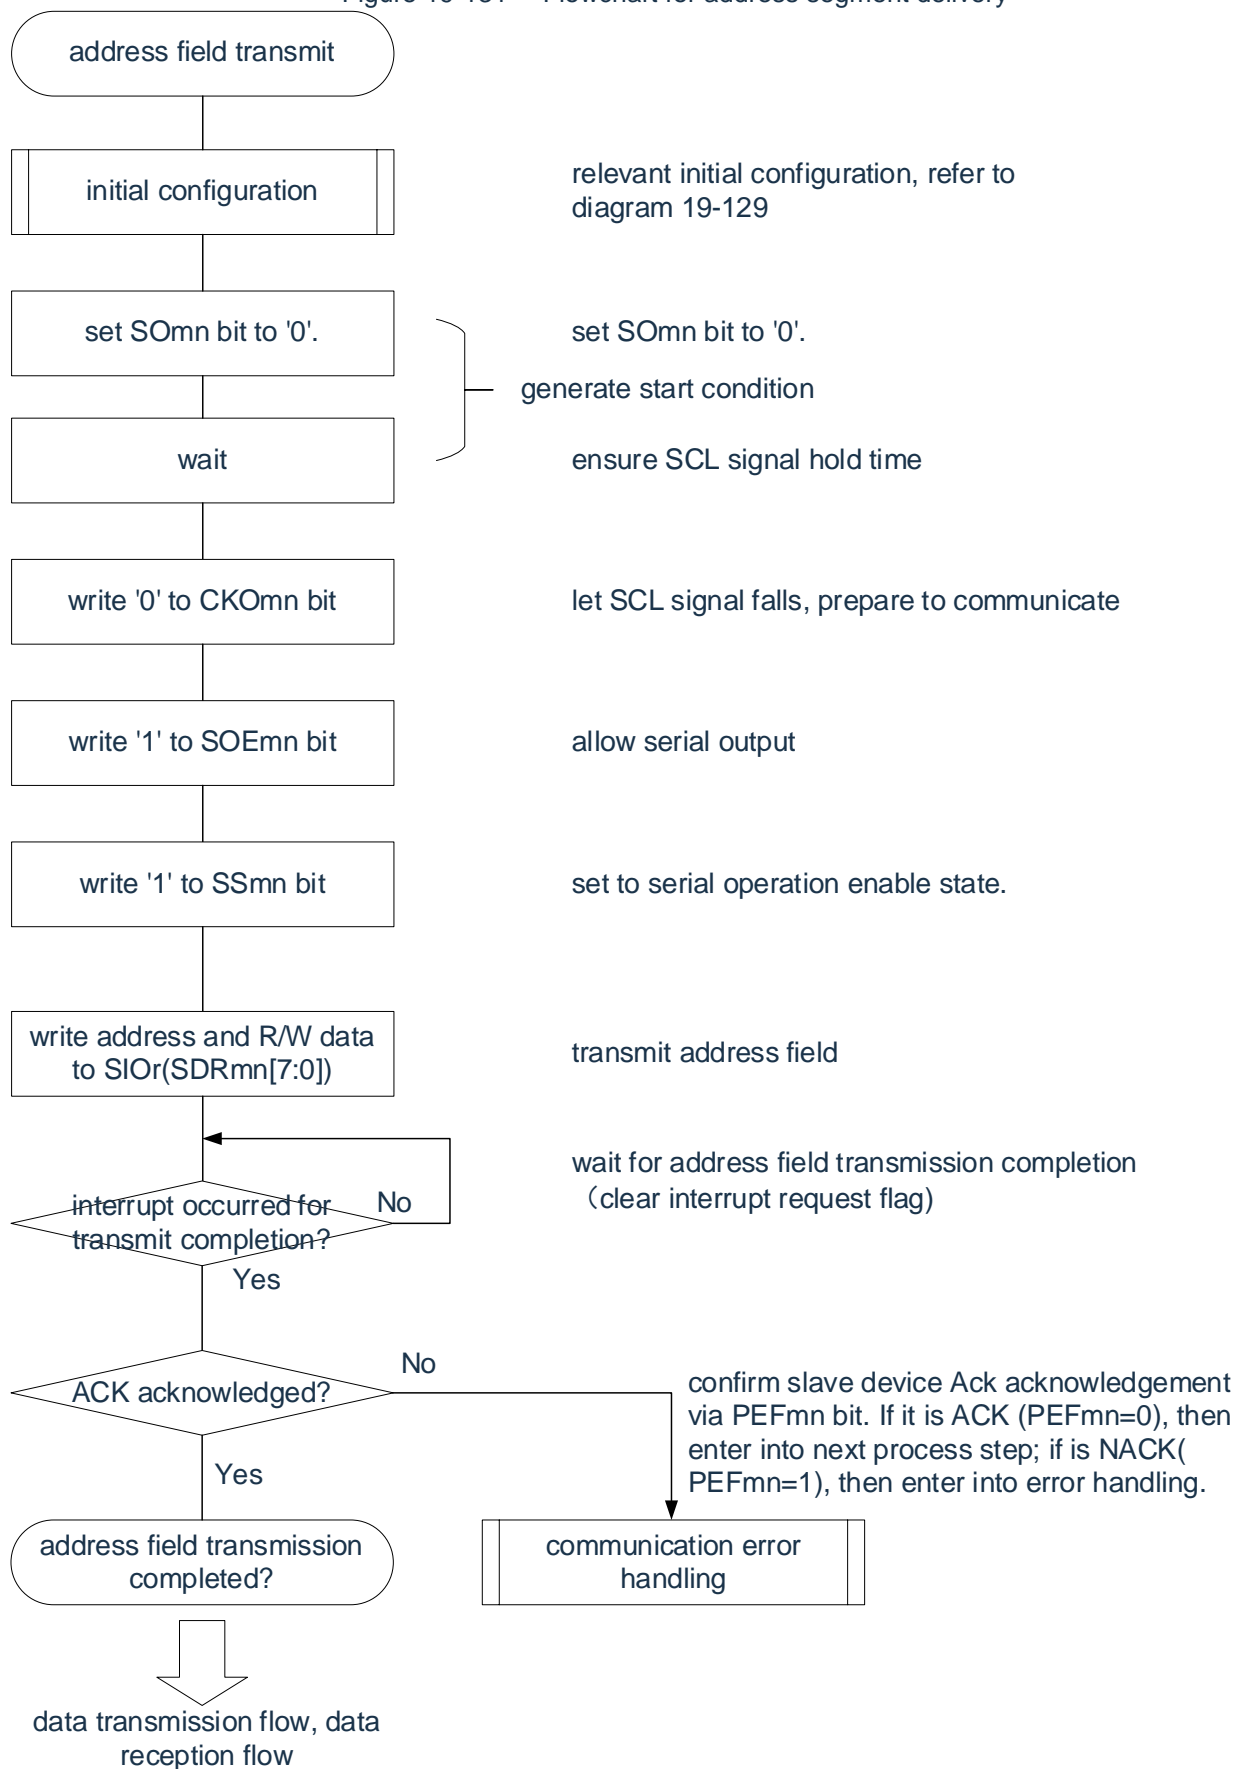 Flowchart for address segment delivery
address field transmit
initial configuration
relevant initial configuration, refer to
diagram 19-129
set SOmn bit to '0'.
set SOmn bit to '0'.
generate start condition
wait
ensure SCL signal hold time
write '0' to CKOmn bit
let SCL signal falls, prepare to communicate
write '1' to SOEmn bit
allow serial output
write '1' to SSmn bit
set to serial operation enable state.
write address and R/W data
to SIOr(SDRmn[7:0])
transmit address field
wait for address field transmission completion
（clear interrupt request flag)
interrupt occurred for
transmit completion?
No
Yes
ACK acknowledged?
No
confirm slave device Ack acknowledgement
via PEFmn bit. If it is ACK (PEFmn=0), then
enter into next process step; if is NACK(
PEFmn=1), then enter into error handling.
Yes
address field transmission
completed?
communication error
handling
data transmission flow, data
reception flow